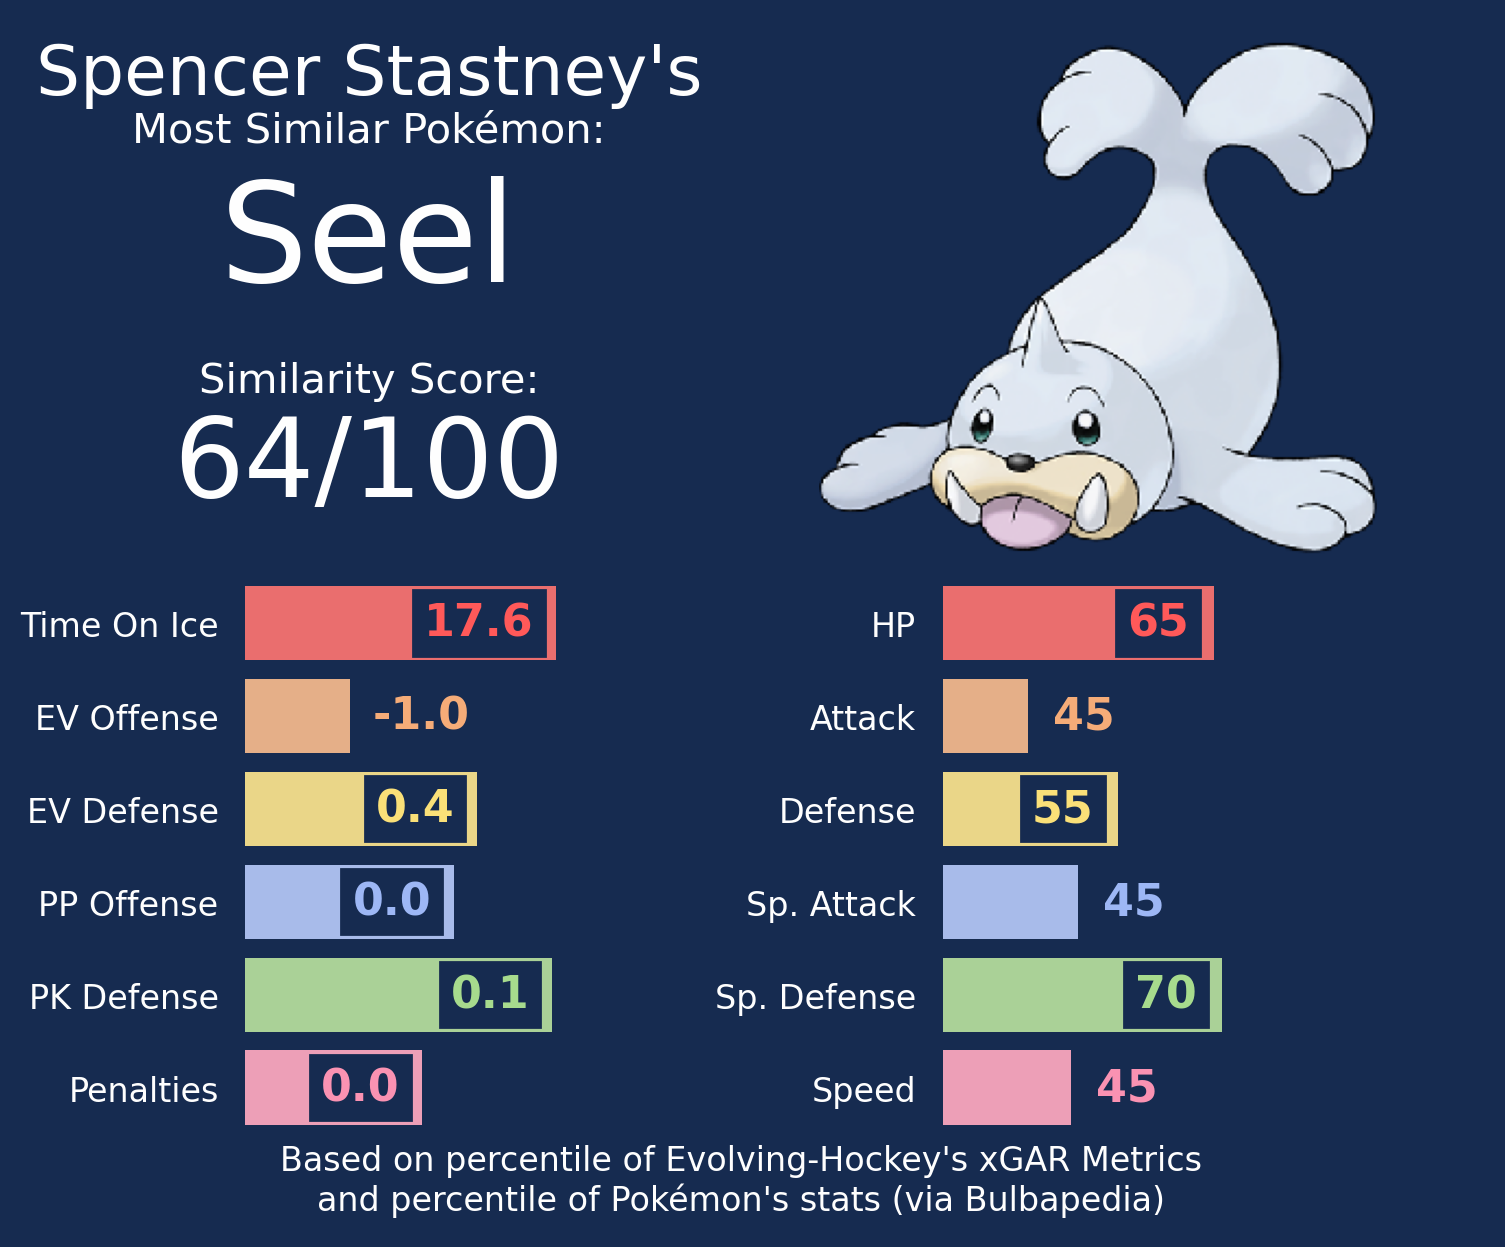 Spencer Stastney's
Most Similar Pokémon:
Seel
Similarity Score:
64/100
Time On Ice 17.6
EV Offense -1.0
EV Defense 0.4
PP Offense 0.0
PK Defense 0.1
Penalties 0.0
HP 65
Attack 45
Defense 55
Sp. Attack 45
Sp. Defense 70
Speed 45
Based on percentile of Evolving-Hockey's xGAR Metrics
and percentile of Pokémon's stats (via Bulbapedia)